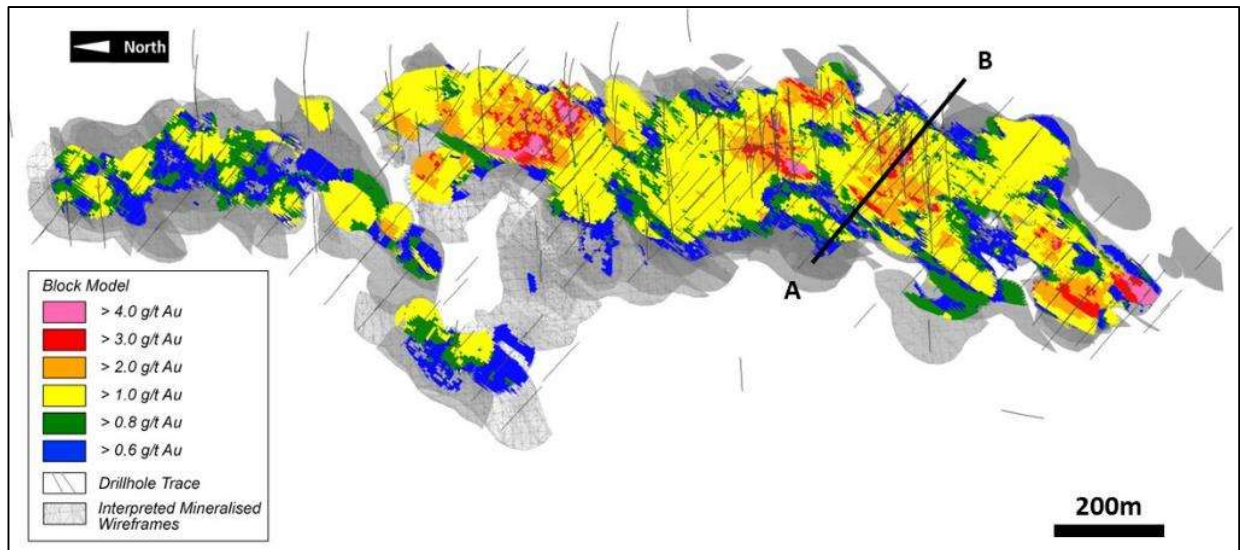 North
B
A
Block Model
> 4.0 g/t Au
> 3.0 g/t Au
> 2.0 g/t Au
> 1.0 g/t Au
> 0.8 g/t Au
> 0.6 g/t Au
Drillhole Trace
Interpreted Mineralised
Wireframes
200m